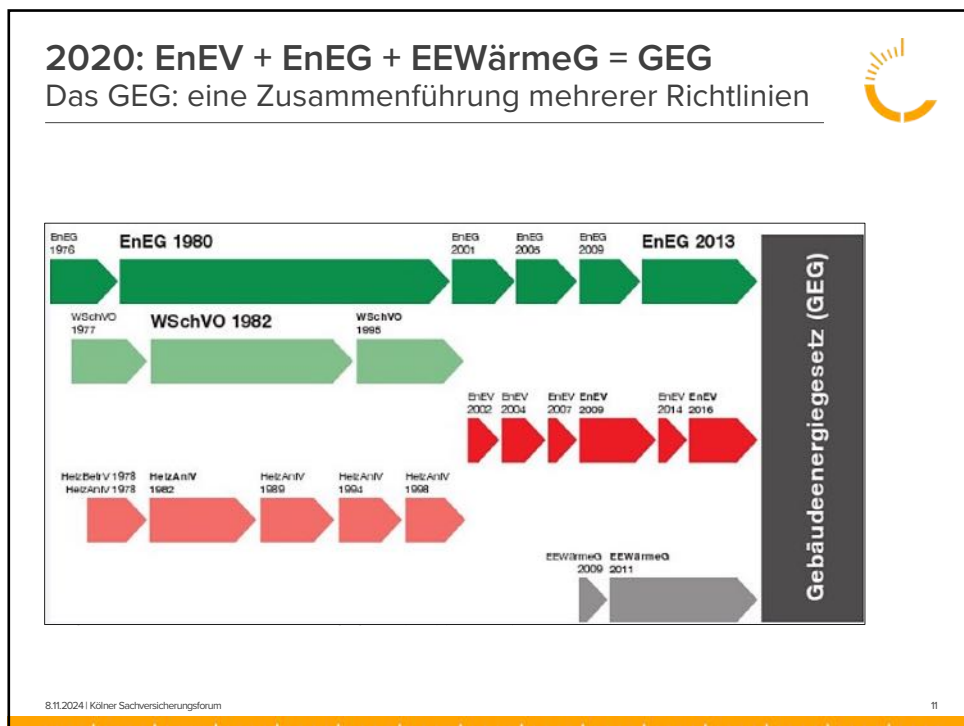 2020: EnEV + EnEG + EEWärmeG = GEG
Das GEG: eine Zusammenführung mehrerer Richtlinien
EnEG
1976
EnEG 1980
EnEG
2001
EnEG
2005
EnEG
2009
EnEG 2013
WSchVO
1977
WSchVO 1982
WSchVO
1995
EnEV
2002
EnEV
2004
EnEV
2007
EnEV
2009
EnEV
2014
EnEV
2016
HeizBetrV 1978
HeizAnlV 1978
HeizAnlV
1982
HeizAnlV
1989
HeizAnlV
1994
HeizAnlV
1998
EEWärmeG
2009
EEWärmeG
2011
Gebäudeenergiegesetz (GEG)
8.11.2024 | Kölner Sachversicherungsforum
11